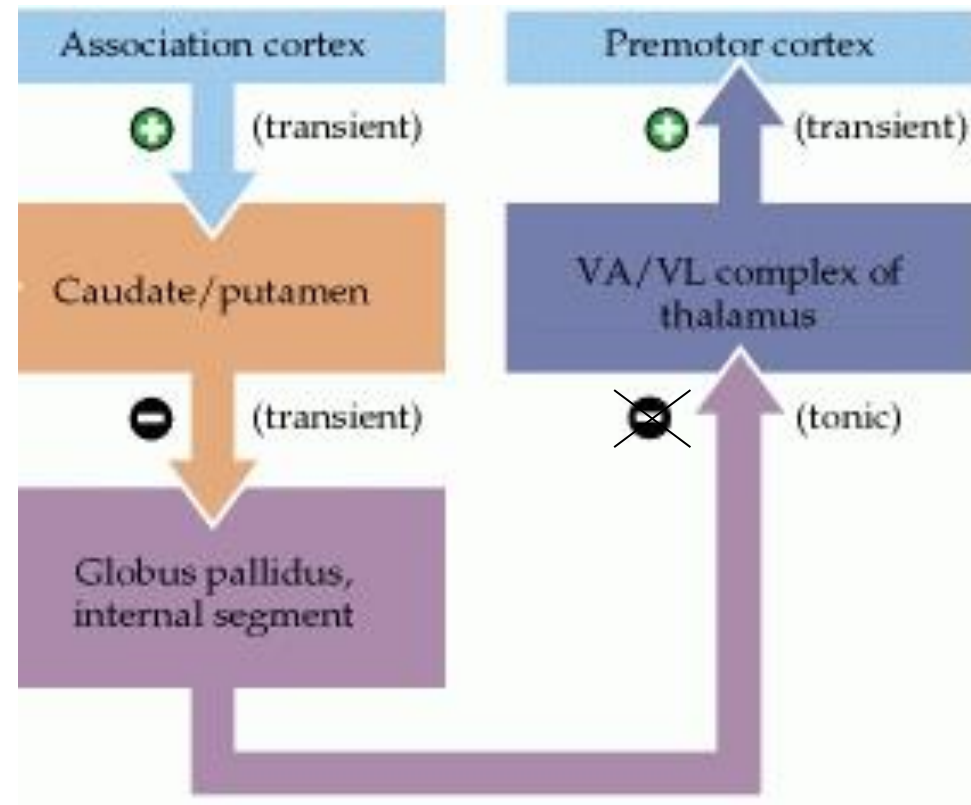 Association cortex
(transient)
Caudate/putamen
(transient)
Globus pallidus,
internal segment
Premotor cortex
(transient)
VA/VL complex of
thalamus
(tonic)